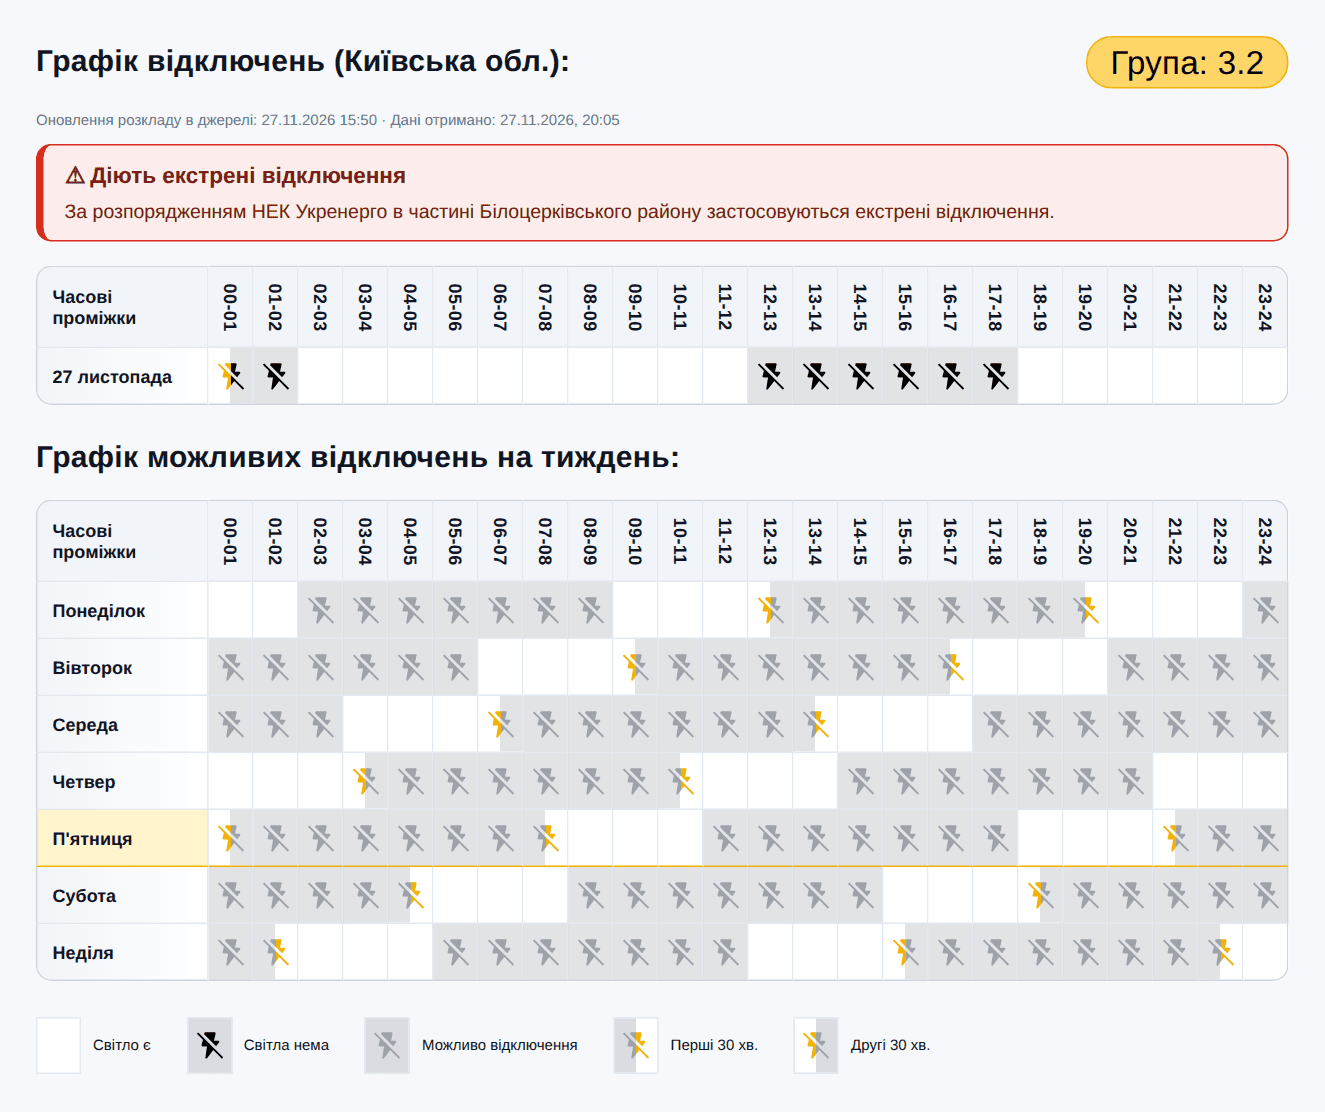 Графік відключень (Київська обл.):
Група: 3.2
Оновлення розкладу в джерелі: 27.11.2026 15:50 · Дані отримано: 27.11.2026, 20:05
⚠ Діють екстрені відключення
За розпорядженням НЕК Укренерго в частині Білоцерківського району застосовуються екстрені відключення.
Часові проміжки 00-01 01-02 02-03 03-04 04-05 05-06 06-07 07-08 08-09 09-10 10-11 11-12 12-13 13-14 14-15 15-16 16-17 17-18 18-19 19-20 20-21 21-22 22-23 23-24
27 листопада
Графік можливих відключень на тиждень:
Часові проміжки 00-01 01-02 02-03 03-04 04-05 05-06 06-07 07-08 08-09 09-10 10-11 11-12 12-13 13-14 14-15 15-16 16-17 17-18 18-19 19-20 20-21 21-22 22-23 23-24
Понеділок
Вівторок
Середа
Четвер
П'ятниця
Субота
Неділя
Світло є Світла нема Можливо відключення Перші 30 хв. Другі 30 хв.